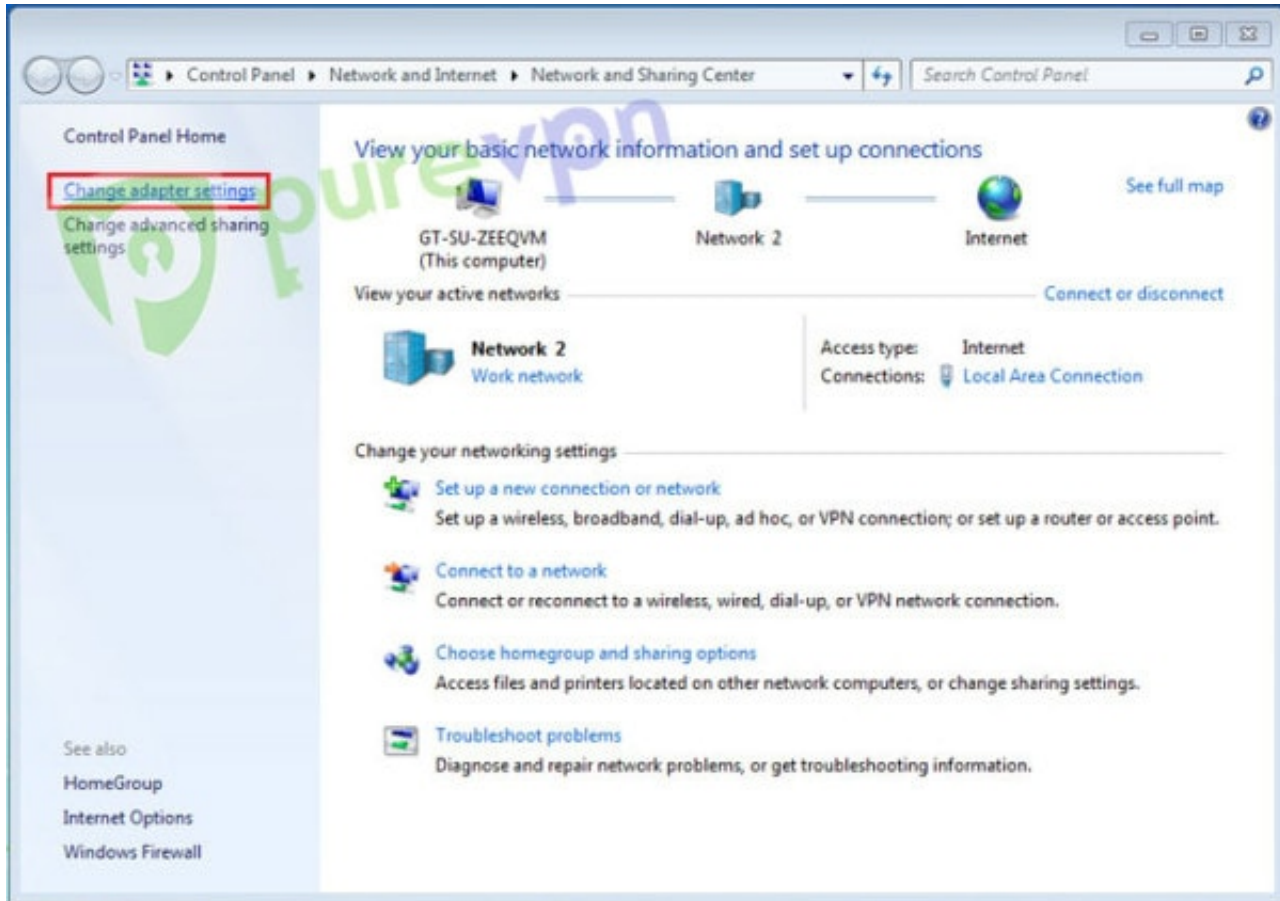 Control Panel ▸ Network and Internet ▸ Network and Sharing Center
Search Control Panel
Control Panel Home
Change adapter settings
Change advanced sharing
settings
See also
HomeGroup
Internet Options
Windows Firewall
purevpn
View your basic network information and set up connections
See full map
GT-SU-ZEEQVM
(This computer)
Network 2
Internet
View your active networks
Connect or disconnect
Network 2
Work network
Access type: Internet
Connections: Local Area Connection
Change your networking settings
Set up a new connection or network
Set up a wireless, broadband, dial-up, ad hoc, or VPN connection; or set up a router or access point.
Connect to a network
Connect or reconnect to a wireless, wired, dial-up, or VPN network connection.
Choose homegroup and sharing options
Access files and printers located on other network computers, or change sharing settings.
Troubleshoot problems
Diagnose and repair network problems, or get troubleshooting information.